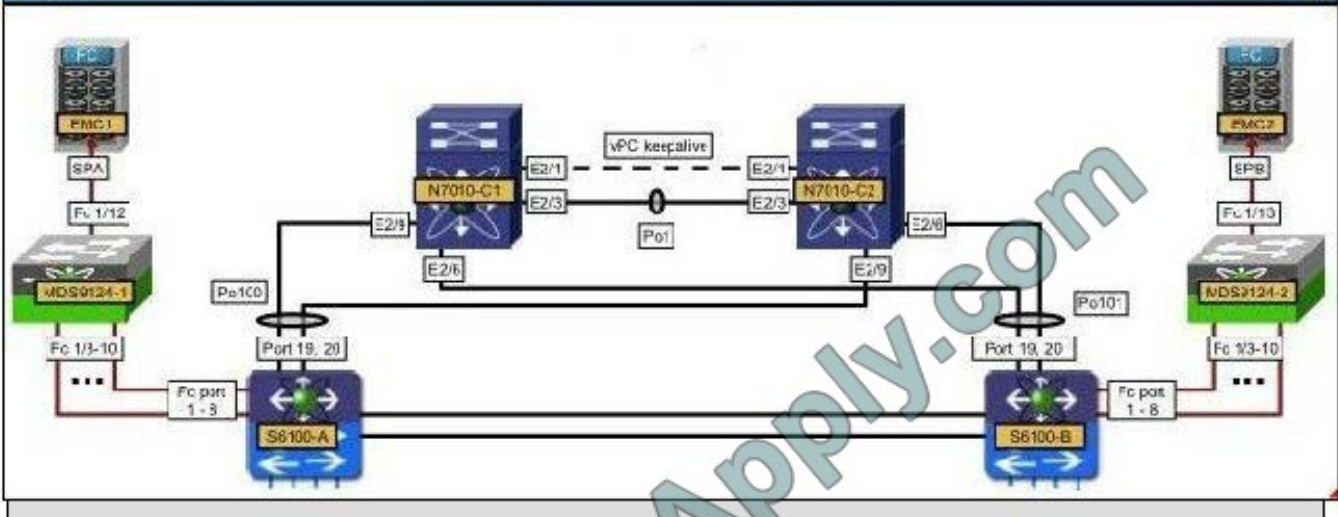 FC
FC
EMC1
EMC2
SPA
SPB
Fc 1/12
vPC keepalive
E2/1
E2/1
N7010-C1
N7010-C2
E2/3
E2/3
Po1
E2/9
E2/6
E2/6
E2/9
MDS9124-1
MDS9124-2
Po100
Po101
Fc 1/3-10
Port 19, 20
Port 19, 20
Fc 1/3-10
...
...
Fc port
1 - 8
Fc port
1 - 8
S6100-A
S6100-B
Apply.com